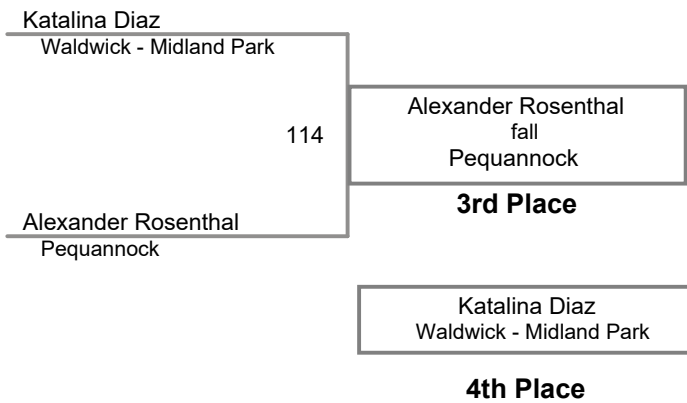 Katalina Diaz
Waldwick - Midland Park
114
Alexander Rosenthal
fall
Pequannock
3rd Place
Alexander Rosenthal
Pequannock
Katalina Diaz
Waldwick - Midland Park
4th Place